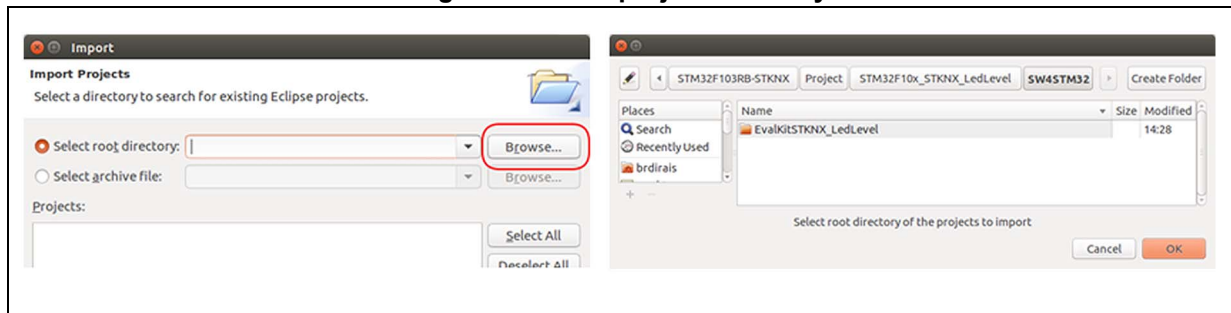 Import
Import Projects
Select a directory to search for existing Eclipse projects.
Select root directory:
Browse...
Select archive file:
Browse...
Projects:
Select All
Deselect All
STM32F103RB-STKNX Project STM32F10x_STKNX_LedLevel SW4STM32 Create Folder
Places
Name Size Modified
Search
EvalKitSTKNX_LedLevel 14:28
Recently Used
brdirais
Select root directory of the projects to import
Cancel OK